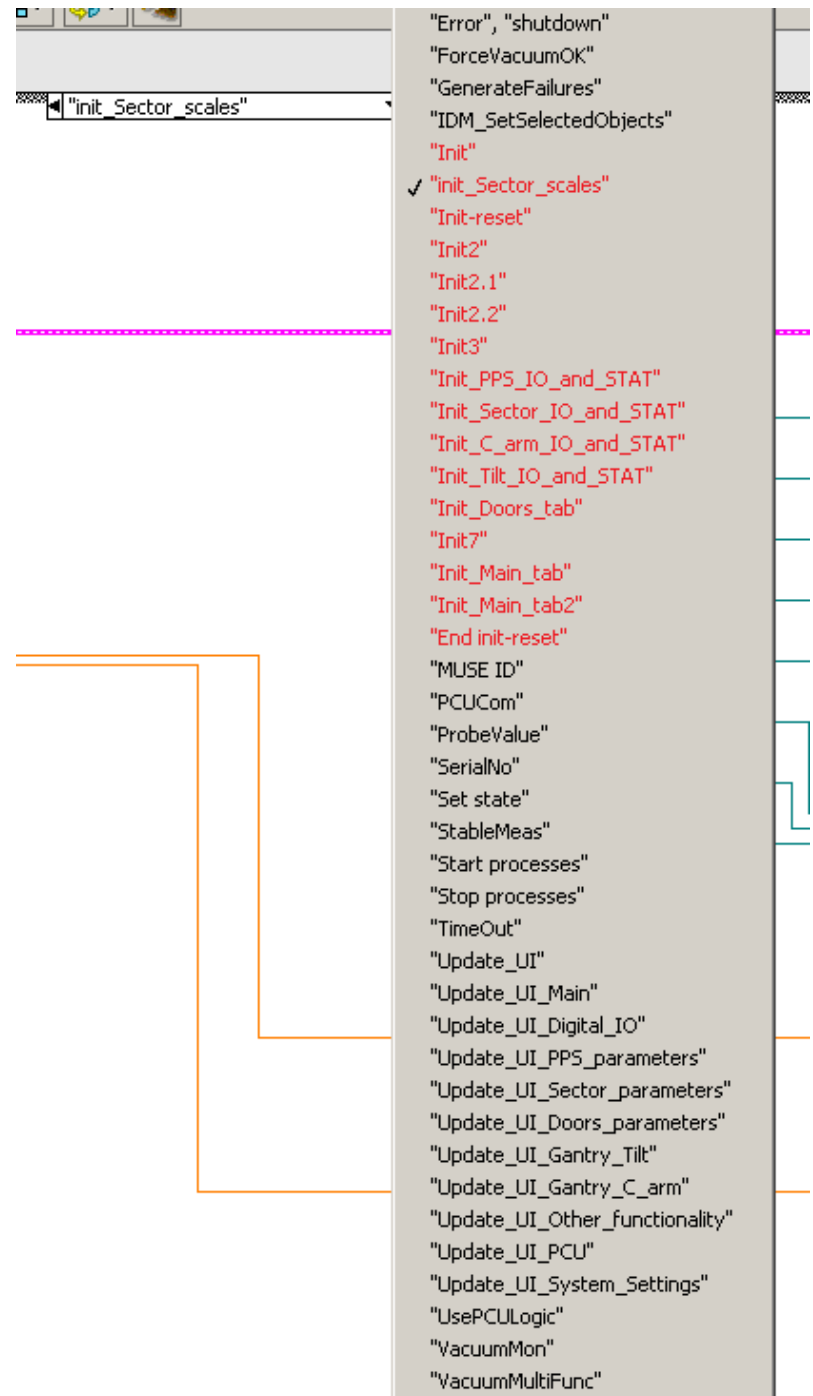 "Error", "shutdown"
"ForceVacuumOK"
"GenerateFailures"
"init_Sector_scales"
"IDM_SetSelectedObjects"
"Init"
"init_Sector_scales"
"Init-reset"
"Init2"
"Init2.1"
"Init2.2"
"Init3"
"Init_PPS_IO_and_STAT"
"Init_Sector_IO_and_STAT"
"Init_C_arm_IO_and_STAT"
"Init_Tilt_IO_and_STAT"
"Init_Doors_tab"
"Init7"
"Init_Main_tab"
"Init_Main_tab2"
"End init-reset"
"MUSE ID"
"PCUCom"
"ProbeValue"
"SerialNo"
"Set state"
"StableMeas"
"Start processes"
"Stop processes"
"TimeOut"
"Update_UI"
"Update_UI_Main"
"Update_UI_Digital_IO"
"Update_UI_PPS_parameters"
"Update_UI_Sector_parameters"
"Update_UI_Doors_parameters"
"Update_UI_Gantry_Tilt"
"Update_UI_Gantry_C_arm"
"Update_UI_Other_functionality"
"Update_UI_PCU"
"Update_UI_System_Settings"
"UsePCULogic"
"VacuumMon"
"VacuumMultiFunc"